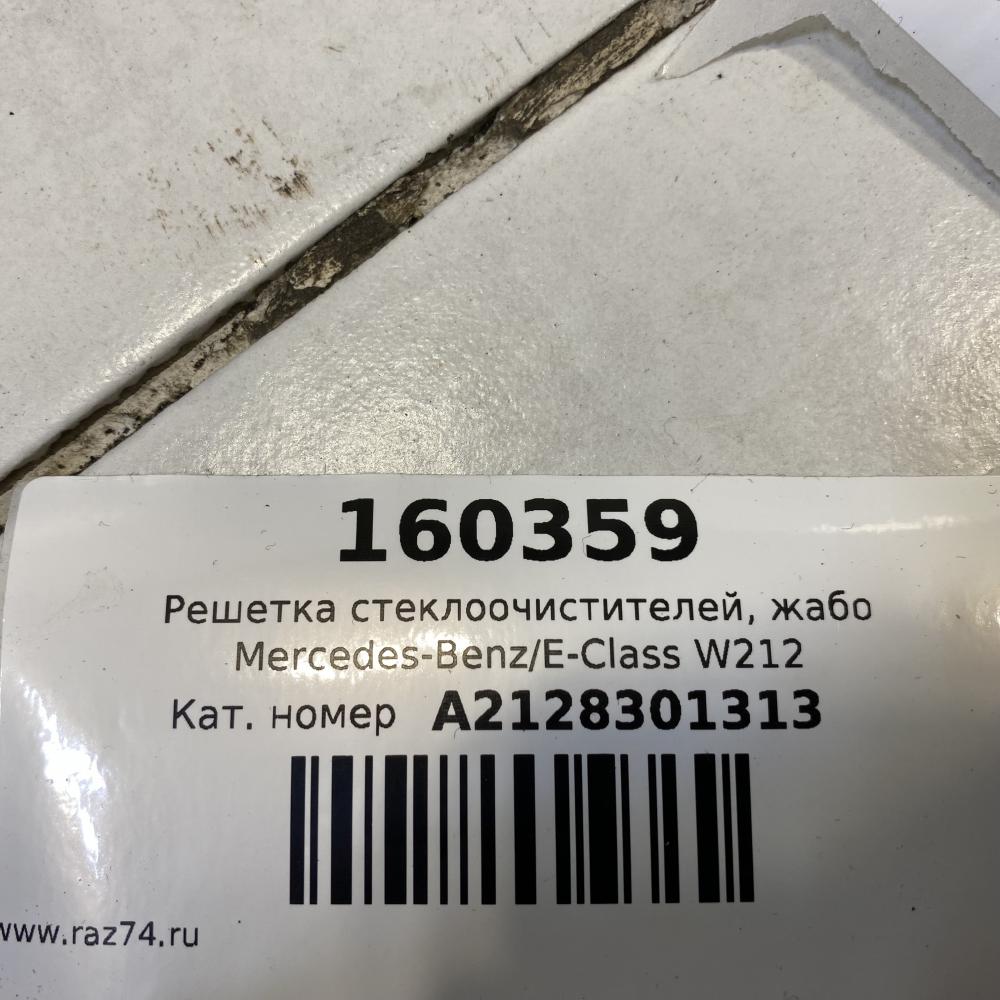 160359
Решетка стеклоочистителей, жабо
Mercedes-Benz/E-Class W212
Кат. номер A2128301313
www.raz74.ru